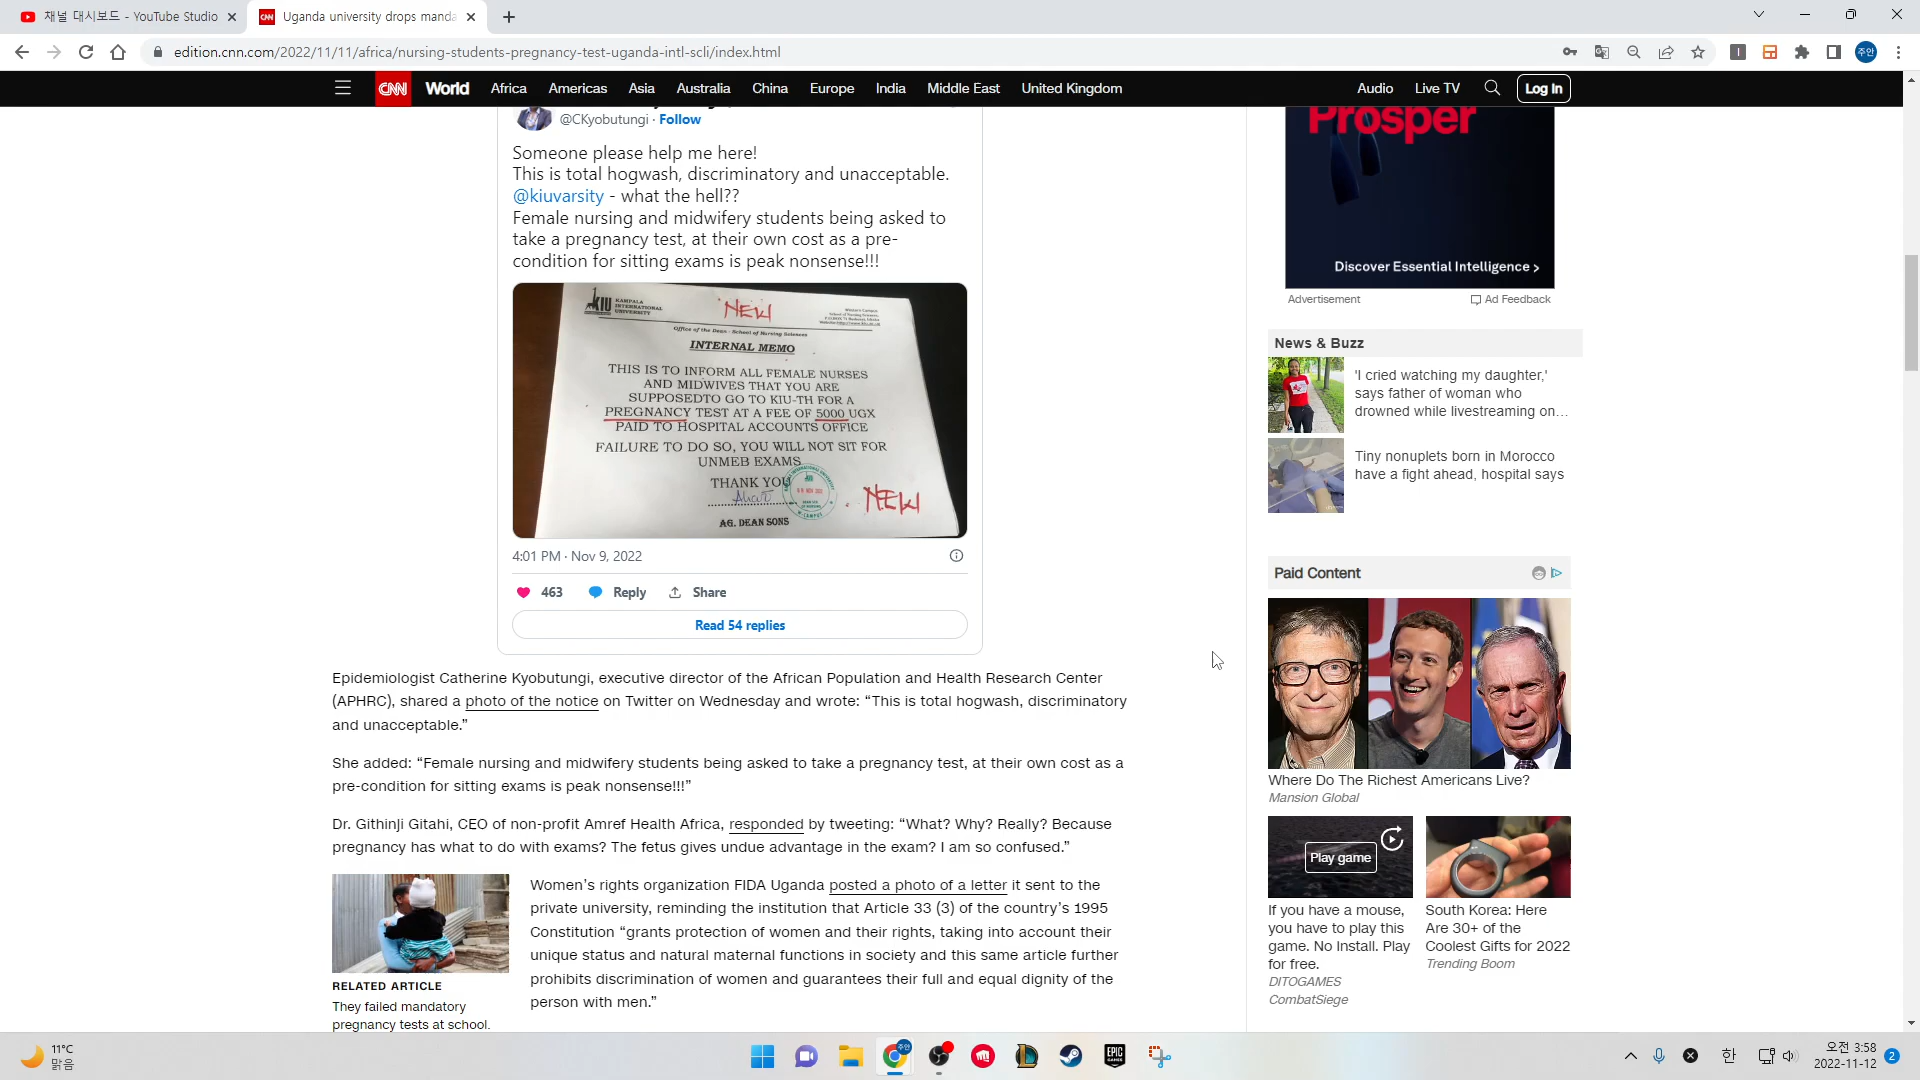 채널 대시보드 - YouTube Studio
Uganda university drops manda
edition.cnn.com/2022/11/11/africa/nursing-students-pregnancy-test-uganda-intl-scli/index.html
주안
CNN World Africa Americas Asia Australia China Europe India Middle East United Kingdom Audio Live TV Log In
@CKyobutungi · Follow
Someone please help me here!
This is total hogwash, discriminatory and unacceptable.
@kiuvarsity - what the hell??
Female nursing and midwifery students being asked to
take a pregnancy test, at their own cost as a pre-
condition for sitting exams is peak nonsense!!!
KIU KAMPALA
INTERNATIONAL
UNIVERSITY
NEW
Office of the Dean - School of Nursing Sciences
INTERNAL MEMO
THIS IS TO INFORM ALL FEMALE NURSES
AND MIDWIVES THAT YOU ARE
SUPPOSEDTO GO TO KIU-TH FOR A
PREGNANCY TEST AT A FEE OF 5000 UGX
PAID TO HOSPITAL ACCOUNTS OFFICE
FAILURE TO DO SO, YOU WILL NOT SIT FOR
UNMEB EXAMS
THANK YOU
NEW
AG. DEAN SONS
4:01 PM · Nov 9, 2022
463 Reply Share
Read 54 replies
Epidemiologist Catherine Kyobutungi, executive director of the African Population and Health Research Center
(APHRC), shared a photo of the notice on Twitter on Wednesday and wrote: “This is total hogwash, discriminatory
and unacceptable.”
She added: “Female nursing and midwifery students being asked to take a pregnancy test, at their own cost as a
pre-condition for sitting exams is peak nonsense!!!”
Dr. Githinji Gitahi, CEO of non-profit Amref Health Africa, responded by tweeting: “What? Why? Really? Because
pregnancy has what to do with exams? The fetus gives undue advantage in the exam? I am so confused.”
Women’s rights organization FIDA Uganda posted a photo of a letter it sent to the
private university, reminding the institution that Article 33 (3) of the country’s 1995
Constitution “grants protection of women and their rights, taking into account their
unique status and natural maternal functions in society and this same article further
prohibits discrimination of women and guarantees their full and equal dignity of the
person with men.”
RELATED ARTICLE
They failed mandatory
pregnancy tests at school.
Prosper
Discover Essential Intelligence >
Advertisement
Ad Feedback
News & Buzz
'I cried watching my daughter,'
says father of woman who
drowned while livestreaming on...
Tiny nonuplets born in Morocco
have a fight ahead, hospital says
Paid Content
Where Do The Richest Americans Live?
Mansion Global
Play game
If you have a mouse,
you have to play this
game. No Install. Play
for free.
DITOGAMES
CombatSiege
South Korea: Here
Are 30+ of the
Coolest Gifts for 2022
Trending Boom
11°C
맑음
주안
EPIC
GAMES
한
오전 3:58
2022-11-12
2